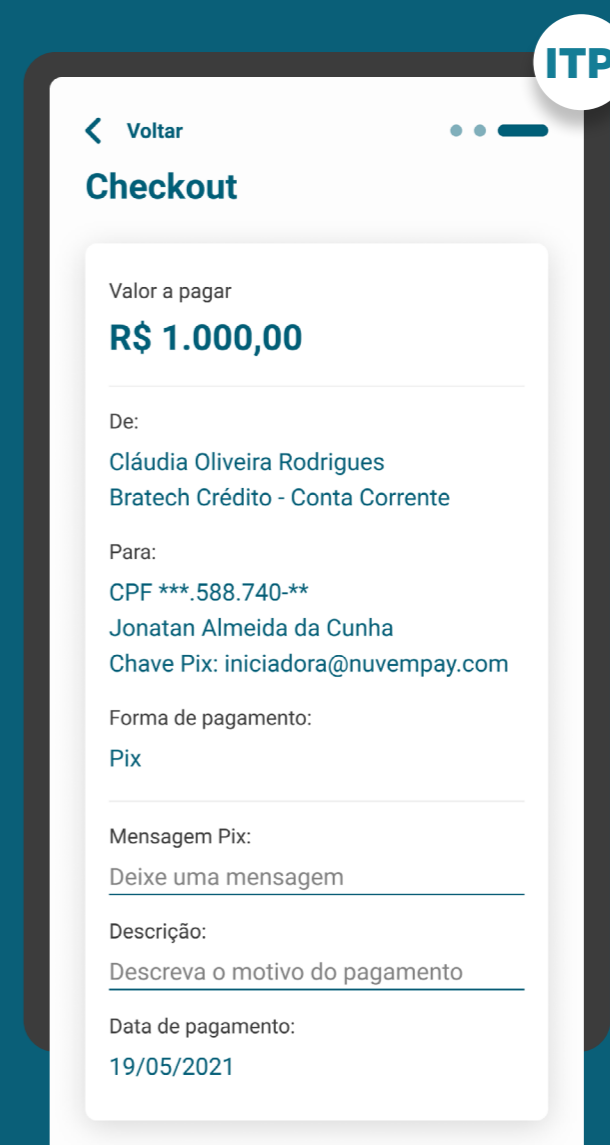 ITP
Voltar
Checkout
Valor a pagar
R$ 1.000,00
De:
Cláudia Oliveira Rodrigues
Bratech Crédito - Conta Corrente
Para:
CPF ***.588.740-**
Jonatan Almeida da Cunha
Chave Pix: iniciadora@nuvempay.com
Forma de pagamento:
Pix
Mensagem Pix:
Deixe uma mensagem
Descrição:
Descreva o motivo do pagamento
Data de pagamento:
19/05/2021